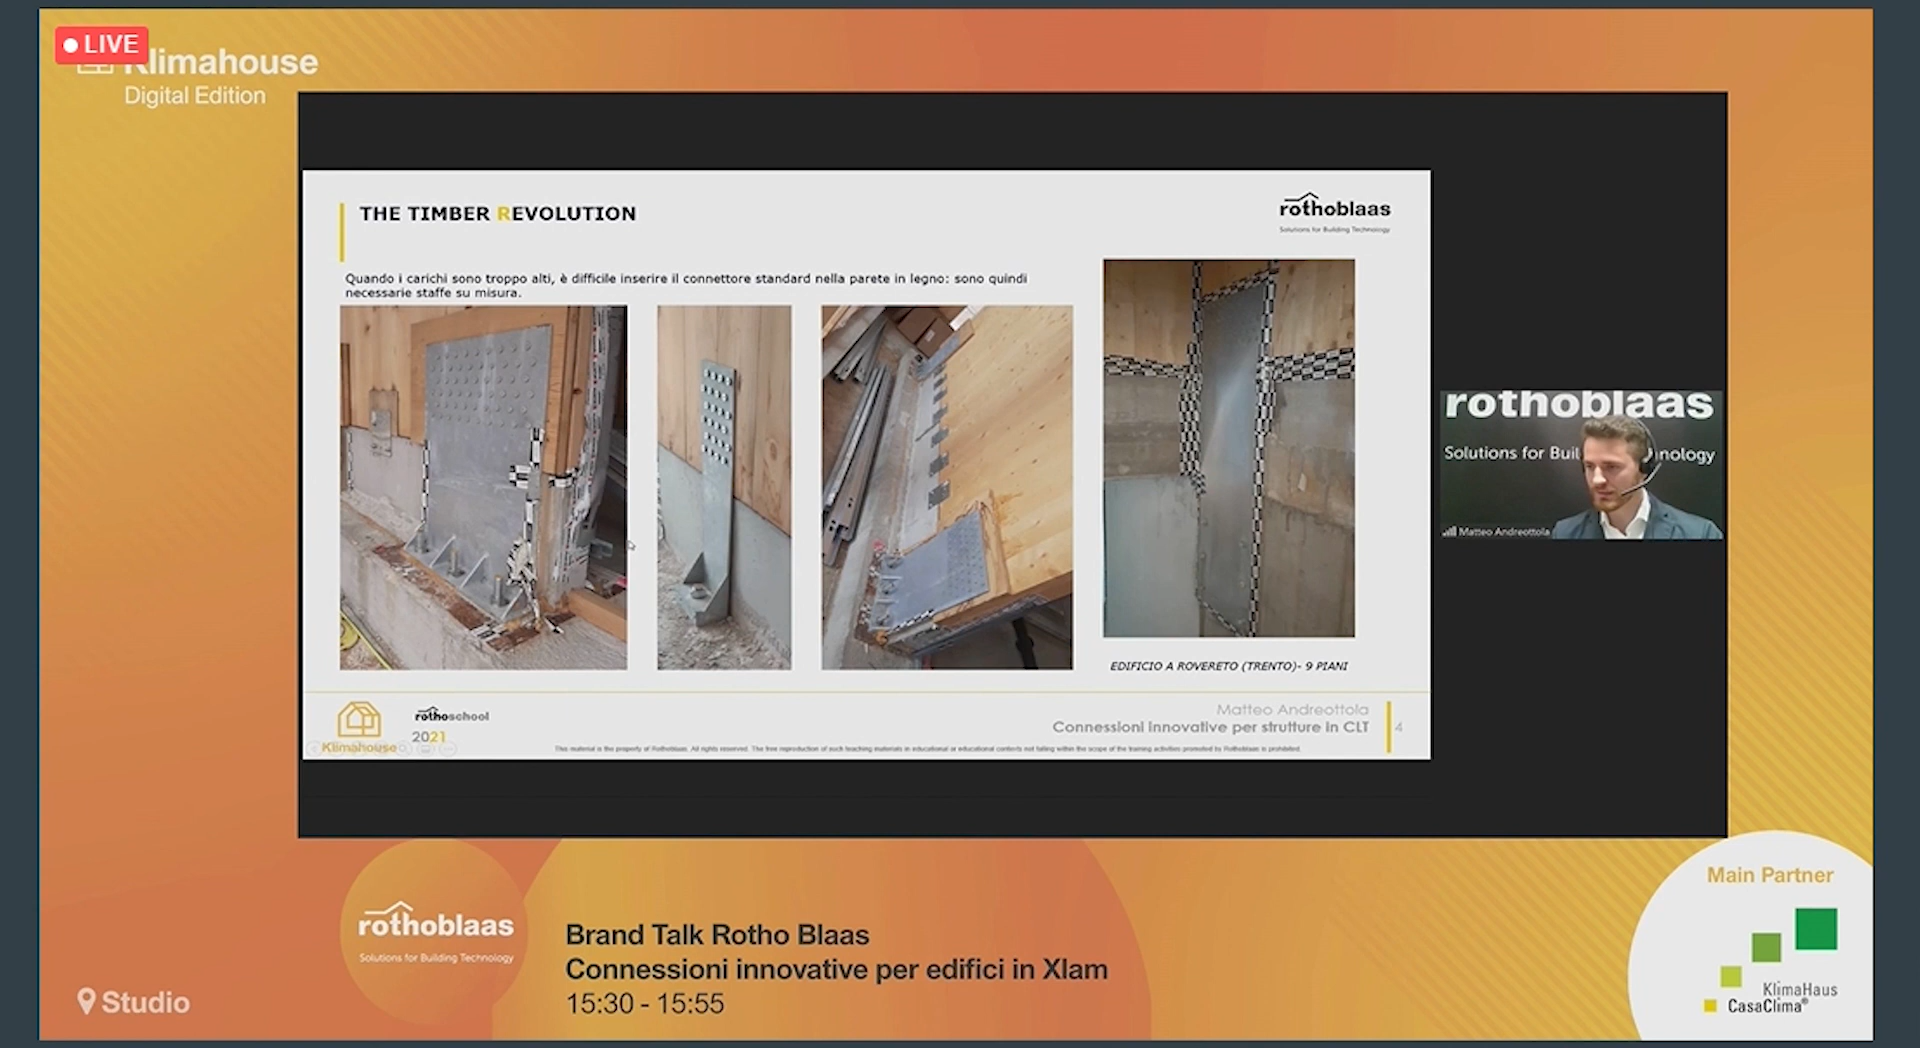 LIVE
Klimahouse
Digital Edition
THE TIMBER REVOLUTION
rothoblaas
Solutions for Building Technology
Quando i carichi sono troppo alti, è difficile inserire il connettore standard nella parete in legno: sono quindi
necessarie staffe su misura.
EDIFICIO A ROVERETO (TRENTO)- 9 PIANI
rothoblaas
Solutions for Buil nology
Matteo Andreottola
Klimahouse
rothoschool
2021
Matteo Andreottola
Connessioni innovative per strutture in CLT
4
This material is the property of Rothoblaas. All rights reserved. The free reproduction of such teaching materials in educational or educational contexts not falling within the scope of the training activities promoted by Rothoblaas is prohibited.
rothoblaas
Solutions for Building Technology
Brand Talk Rotho Blaas
Connessioni innovative per edifici in Xlam
15:30 - 15:55
Studio
Main Partner
KlimaHaus
CasaClima®